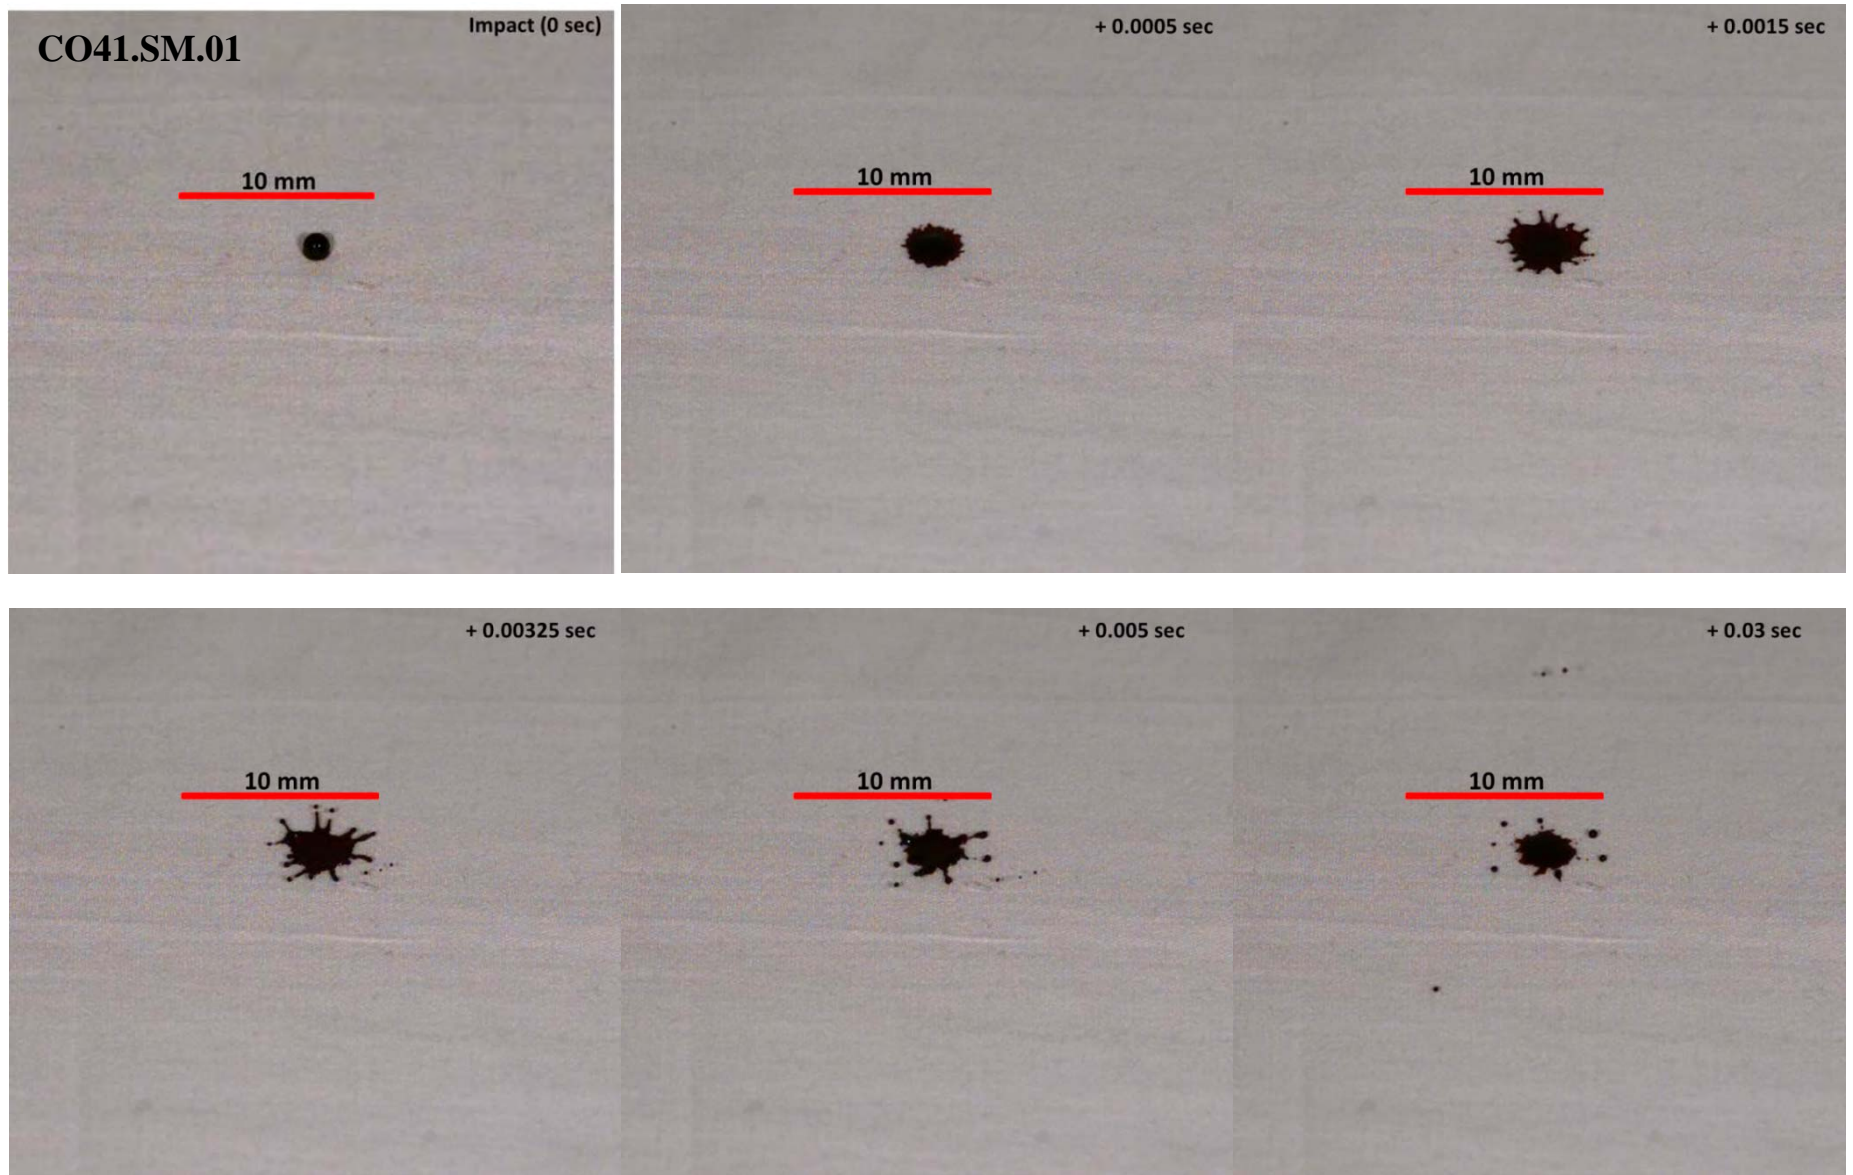 CO41.SM.01
Impact (0 sec)
10 mm
+ 0.0005 sec
10 mm
+ 0.0015 sec
10 mm
+ 0.00325 sec
10 mm
+ 0.005 sec
10 mm
+ 0.03 sec
10 mm